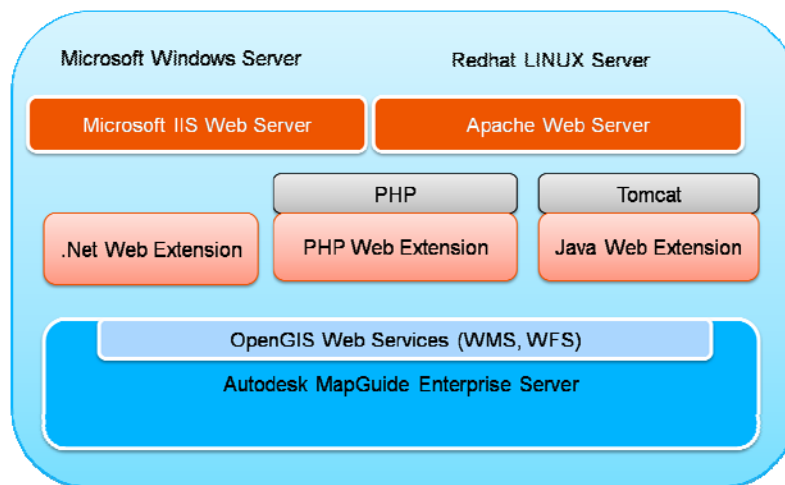 Microsoft Windows Server
Redhat LINUX Server
Microsoft IIS Web Server
Apache Web Server
PHP
Tomcat
.Net Web Extension
PHP Web Extension
Java Web Extension
OpenGIS Web Services (WMS, WFS)
Autodesk MapGuide Enterprise Server